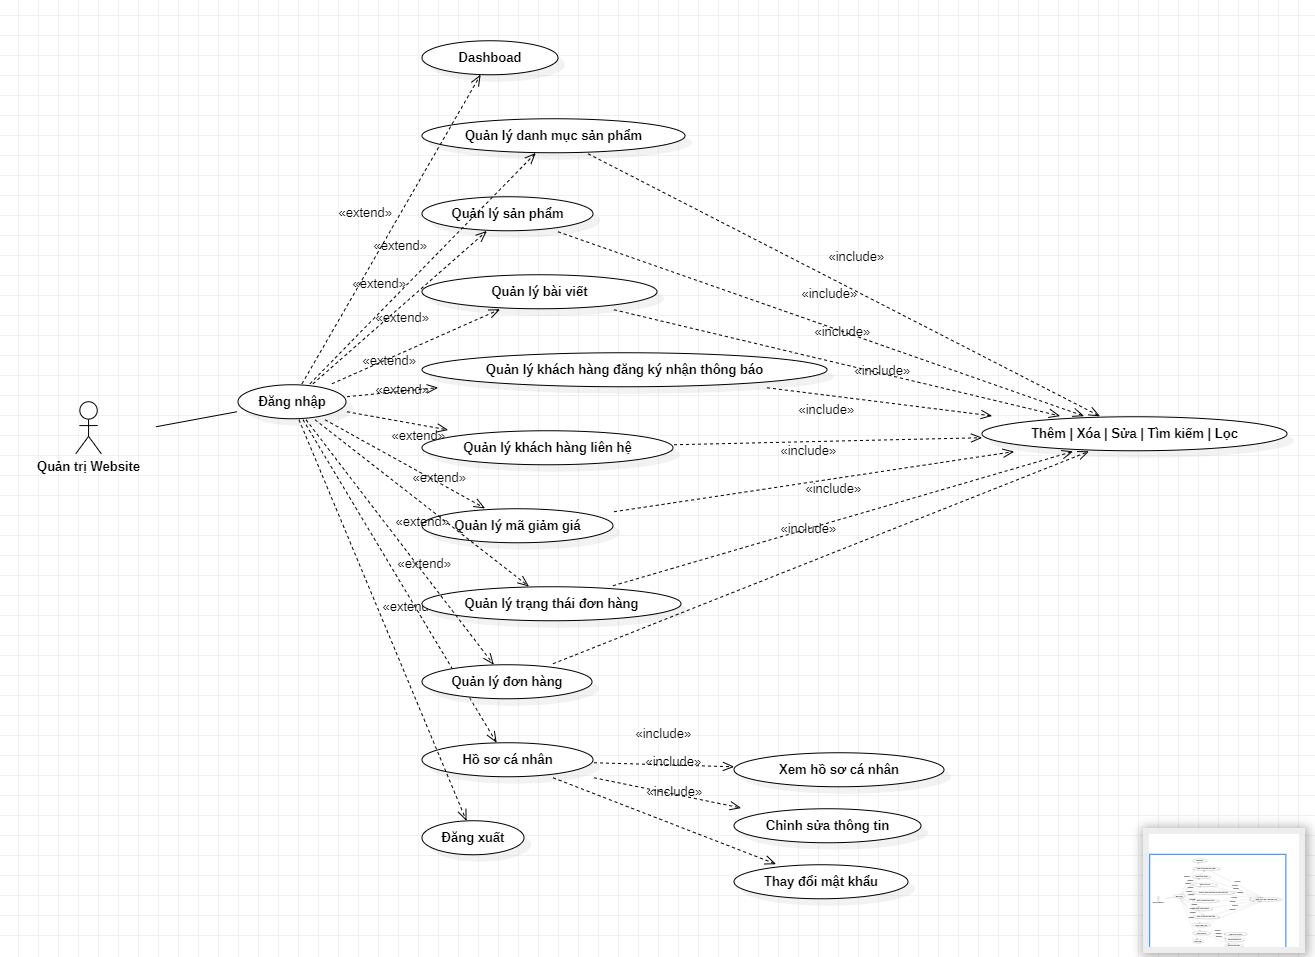 Dashboad
Quản lý danh mục sản phẩm
«extend»
Quản lý sản phẩm
«extend»
«include»
«extend»
Quản lý bài viết
«include»
«extend»
«include»
«extend»
Quản lý khách hàng đăng ký nhận thông báo
«include»
«extend»
Đăng nhập
«include»
Thêm | Xóa | Sửa | Tìm kiếm | Lọc
«extend»
Quản lý khách hàng liên hệ
«include»
Quản trị Website
«extend»
«include»
«extend»
Quản lý mã giảm giá
«include»
«extend»
Quản lý trạng thái đơn hàng
«extend»
Quản lý đơn hàng
«include»
Hồ sơ cá nhân
«include»
Xem hồ sơ cá nhân
«include»
Chỉnh sửa thông tin
Đăng xuất
Thay đổi mật khẩu